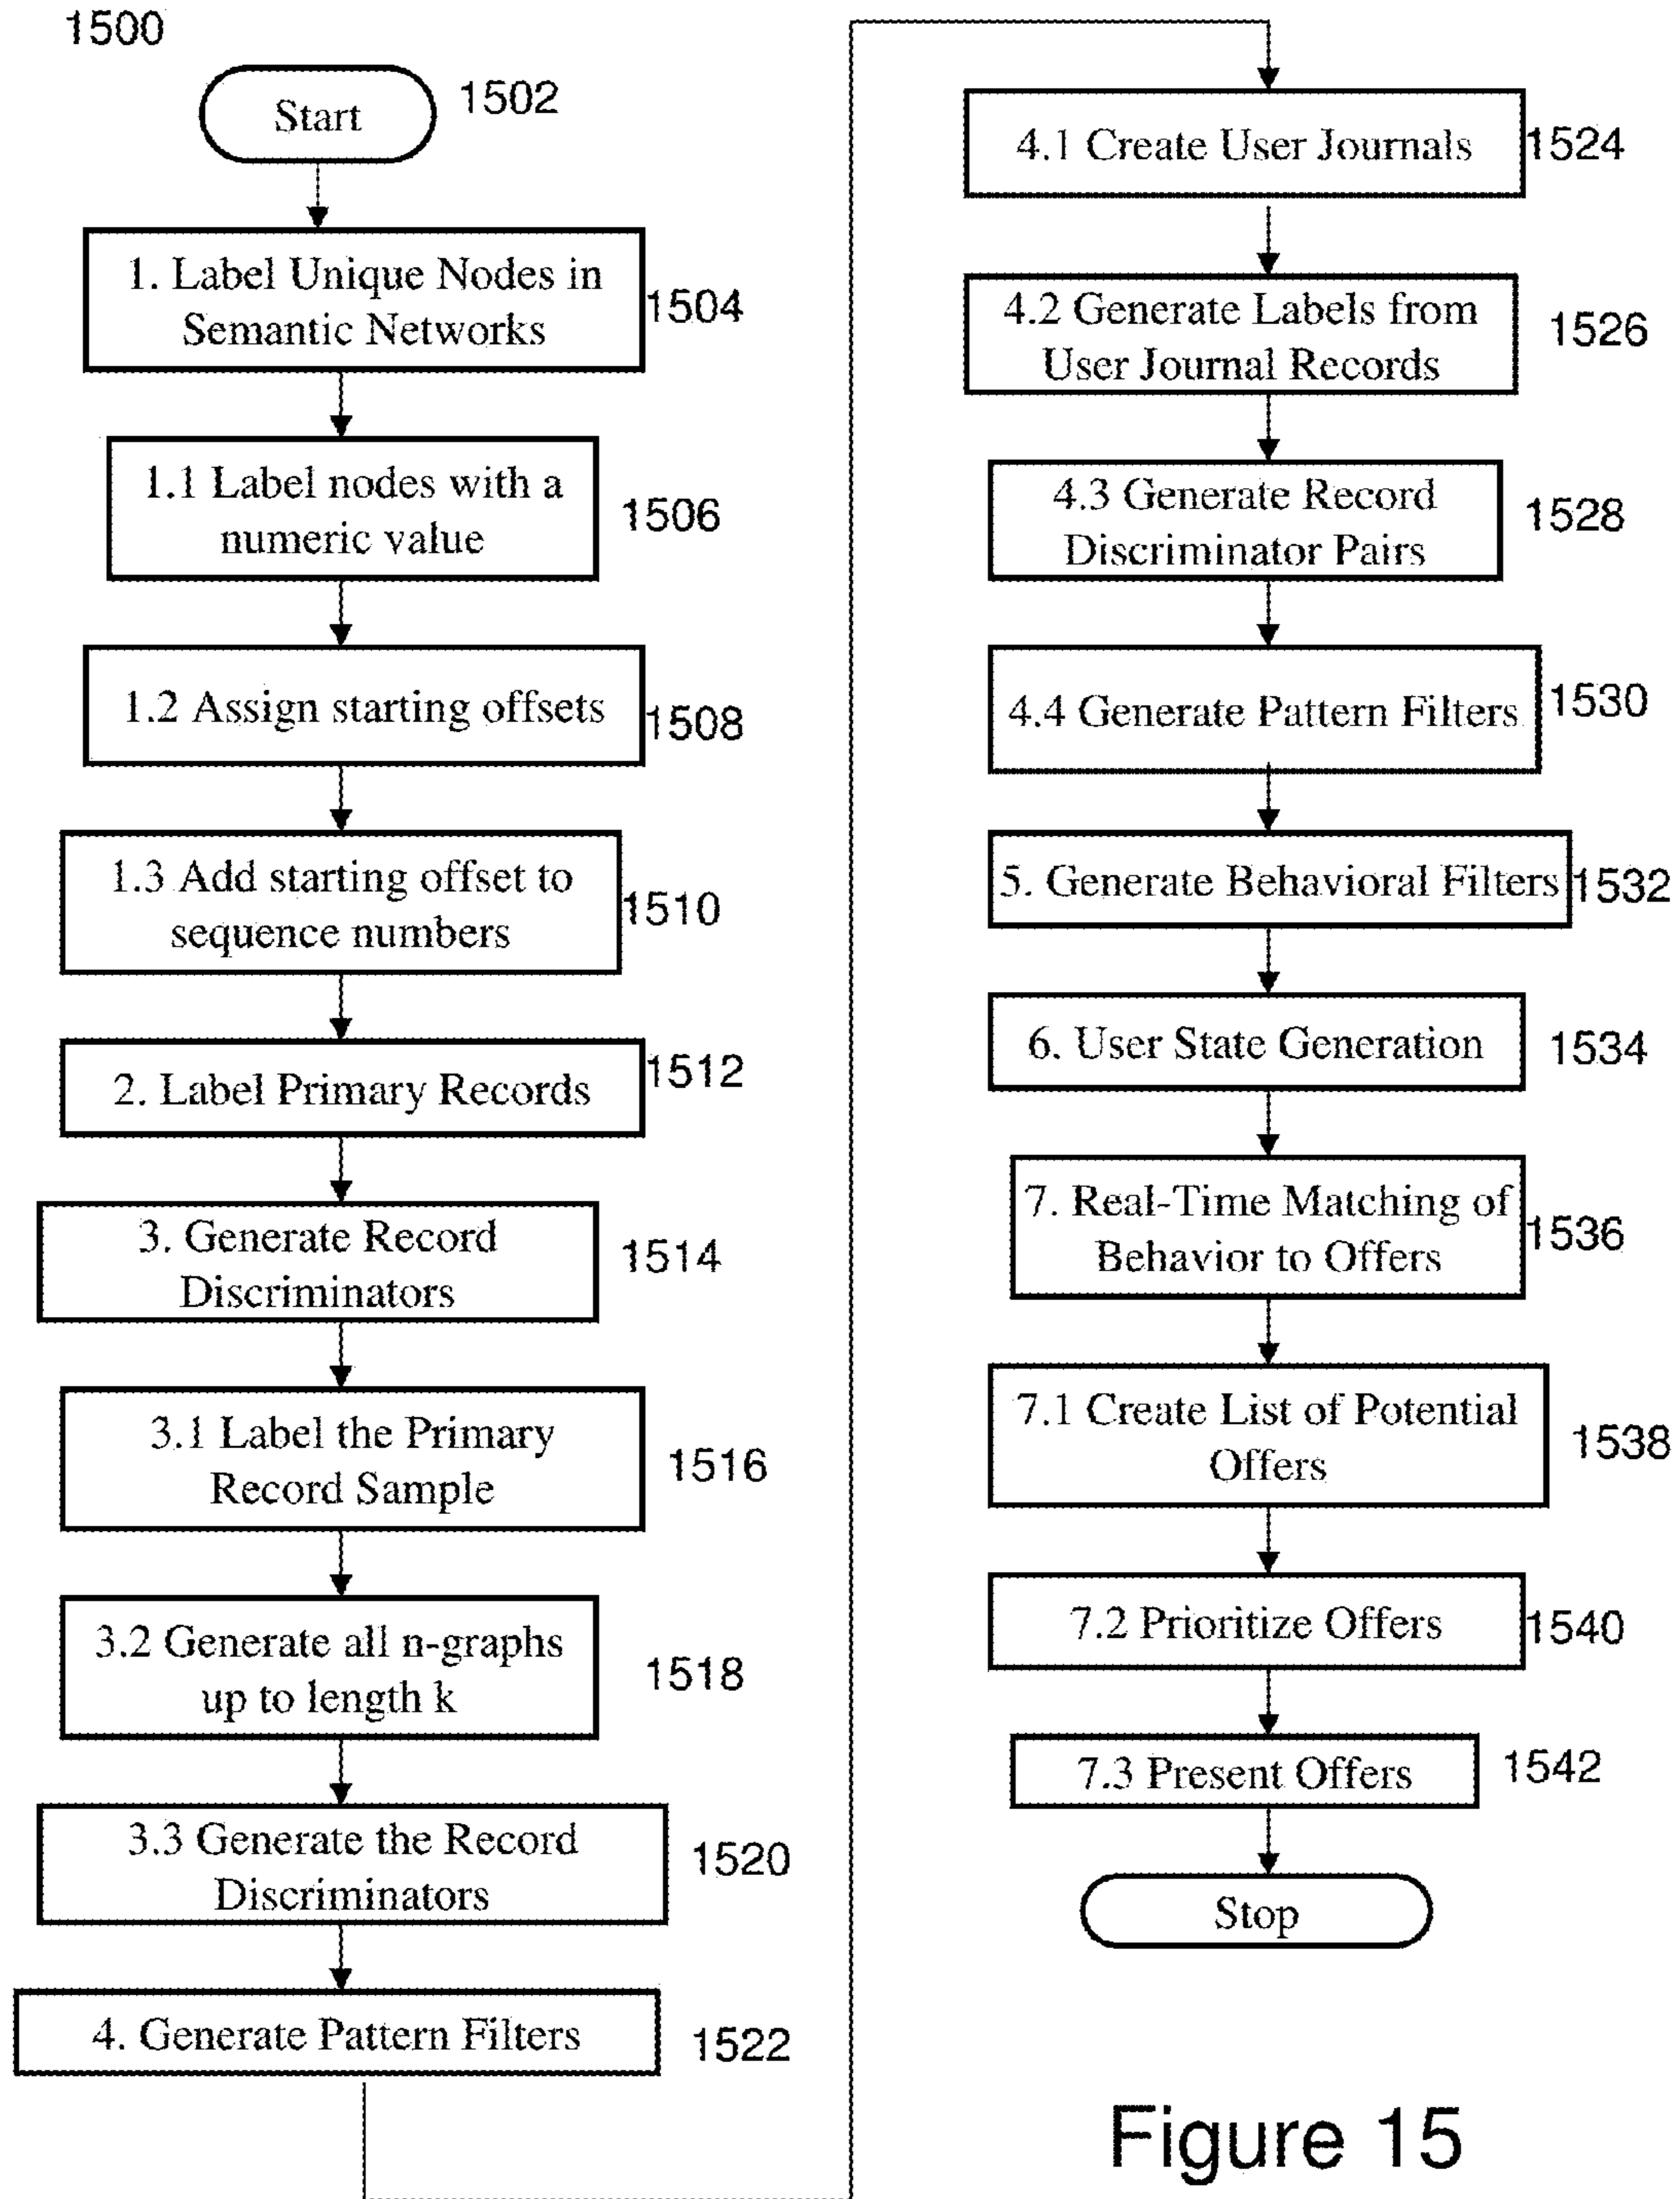 1500
Start
1502
1. Label Unique Nodes in
Semantic Networks
1504
1.1 Label nodes with a
numeric value
1506
1.2 Assign starting offsets
1508
1.3 Add starting offset to
sequence numbers
1510
2. Label Primary Records
1512
3. Generate Record
Discriminators
1514
3.1 Label the Primary
Record Sample
1516
3.2 Generate all n-graphs
up to length k
1518
3.3 Generate the Record
Discriminators
1520
4. Generate Pattern Filters
1522
4.1 Create User Journals
1524
4.2 Generate Labels from
User Journal Records
1526
4.3 Generate Record
Discriminator Pairs
1528
4.4 Generate Pattern Filters
1530
5. Generate Behavioral Filters
1532
6. User State Generation
1534
7. Real-Time Matching of
Behavior to Offers
1536
7.1 Create List of Potential
Offers
1538
7.2 Prioritize Offers
1540
7.3 Present Offers
1542
Stop
Figure 15